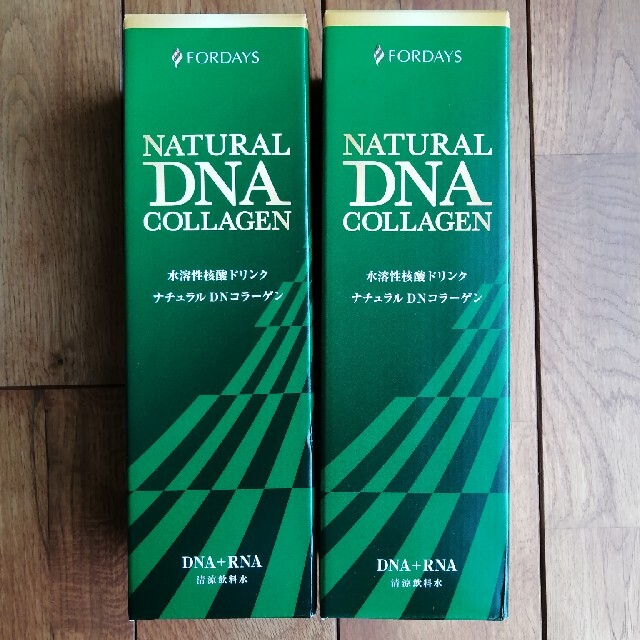 FORDAYS
NATURAL
DNA
COLLAGEN
水溶性核酸ドリンク
ナチュラル DNコラーゲン
DNA+RNA
清涼飲料水
FORDAYS
NATURAL
DNA
COLLAGEN
水溶性核酸ドリンク
ナチュラル DNコラーゲン
DNA+RNA
清涼飲料水